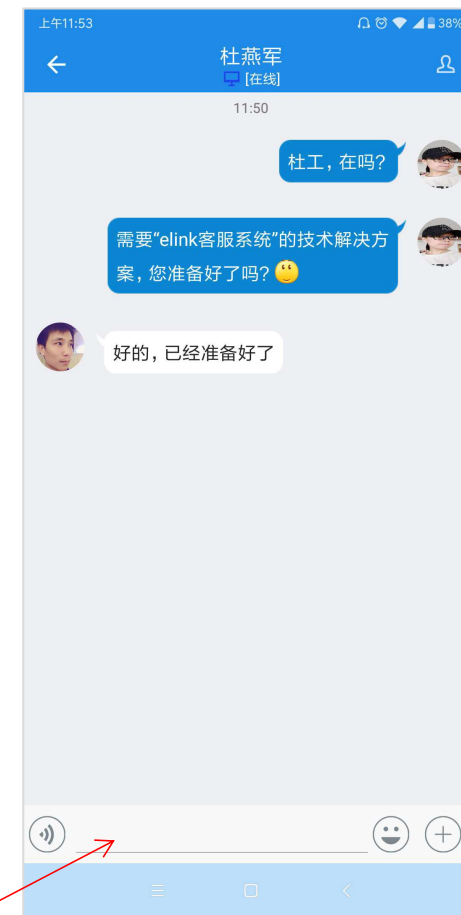 上午11:53
38%
杜燕军
[在线]
11:50
杜工，在吗？
需要“elink客服系统”的技术解决方
案，您准备好了吗？
好的，已经准备好了